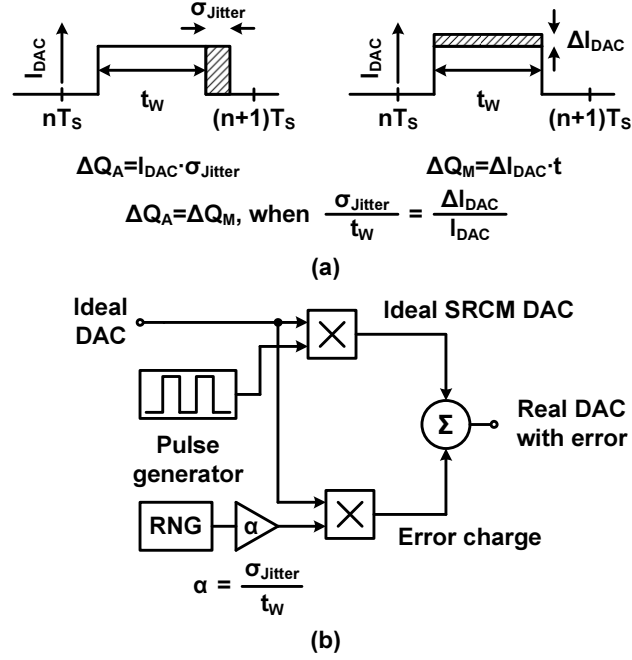 σJitter
IDAC
tW
nTS
(n+1)TS
ΔQA=IDAC·σJitter
IDAC
ΔIDAC
tW
nTS
(n+1)TS
ΔQM=ΔIDAC·t
ΔQA=ΔQM, when σJitter/tW = ΔIDAC/IDAC
(a)
Ideal
DAC
Ideal SRCM DAC
Pulse
generator
Σ
Real DAC
with error
RNG
α
Error charge
α = σJitter/tW
(b)